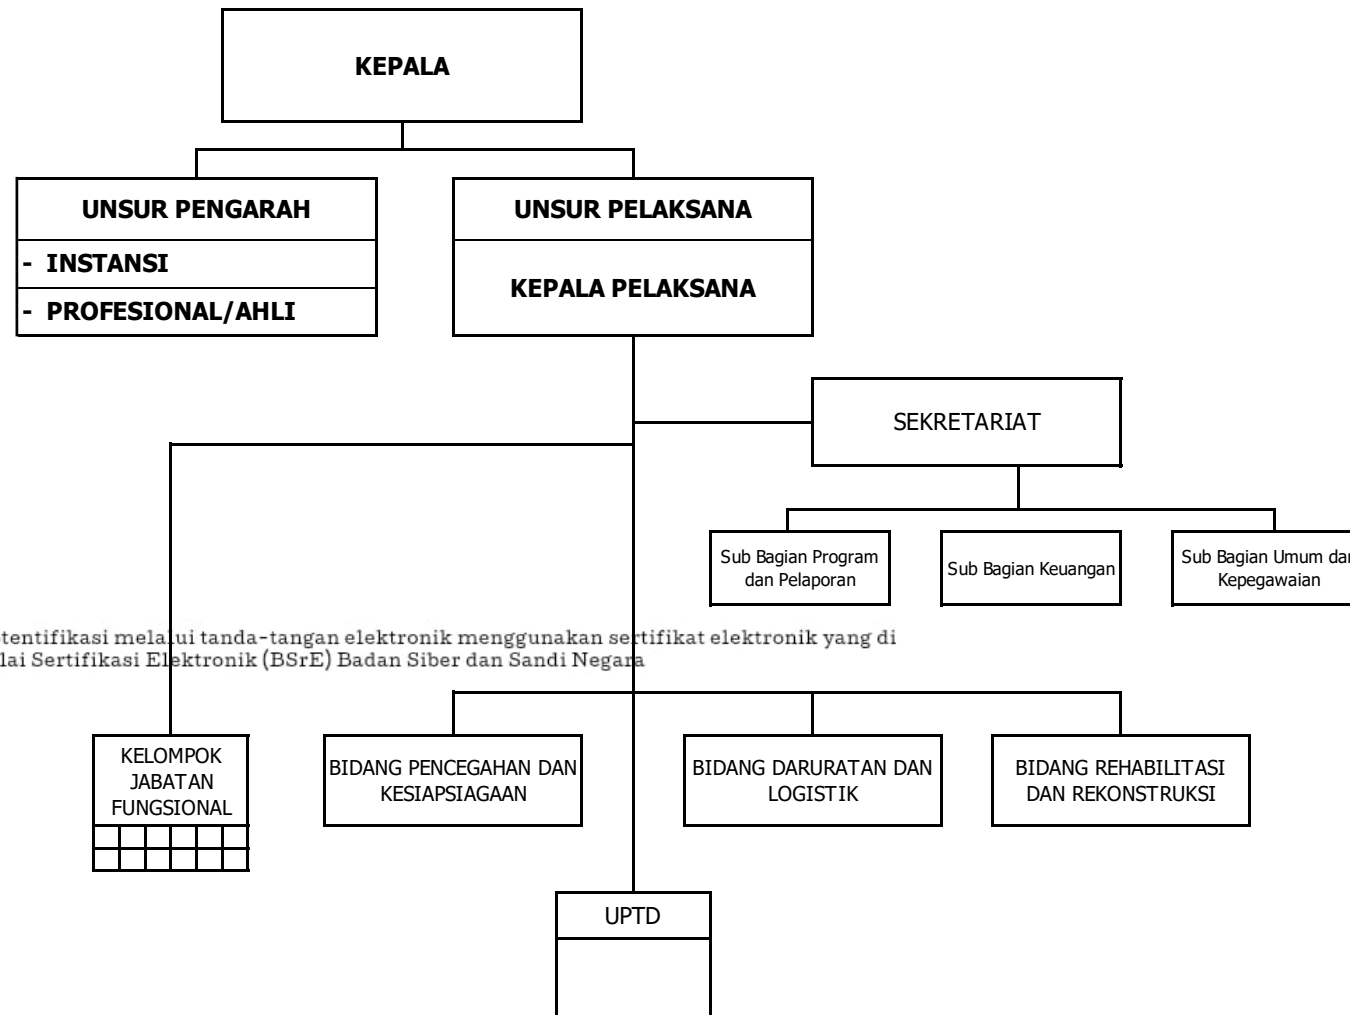 KEPALA
UNSUR PENGARAH
- INSTANSI
- PROFESIONAL/AHLI
UNSUR PELAKSANA
KEPALA PELAKSANA
SEKRETARIAT
Sub Bagian Program
dan Pelaporan
Sub Bagian Keuangan
Sub Bagian Umum dan
Kepegawaian
tentifikasi melalui tanda-tangan elektronik menggunakan sertifikat elektronik yang di
lai Sertifikasi Elektronik (BSrE) Badan Siber dan Sandi Negara
KELOMPOK
JABATAN
FUNGSIONAL
BIDANG PENCEGAHAN DAN
KESIAPSIAGAAN
BIDANG DARURATAN DAN
LOGISTIK
BIDANG REHABILITASI
DAN REKONSTRUKSI
UPTD